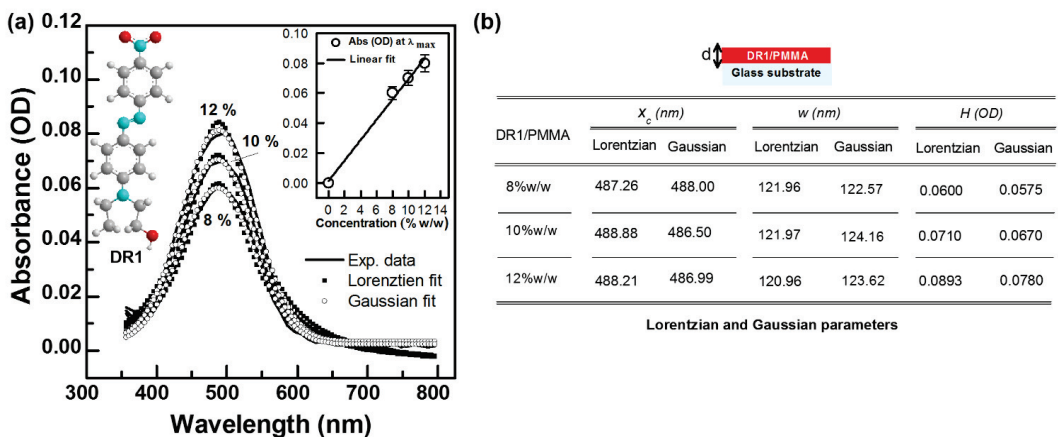 (a)
0.12
0.10
0.08
0.06
0.04
0.02
0.00
Absorbance (OD)
300 400 500 600 700 800
Wavelength (nm)
DR1
12 %
10 %
8 %
Exp. data
Lorenztien fit
Gaussian fit
0.10
0.08
0.06
0.04
0.02
0.00
0 2 4 6 8 10 12 14
Concentration (% w/w)
Abs (OD) at λ max
Linear fit
(b)
d
DR1/PMMA
Glass substrate
DR1/PMMA
Xc (nm) w (nm) H (OD)
Lorentzian Gaussian Lorentzian Gaussian Lorentzian Gaussian
8%w/w 487.26 488.00 121.96 122.57 0.0600 0.0575
10%w/w 488.88 486.50 121.97 124.16 0.0710 0.0670
12%w/w 488.21 486.99 120.96 123.62 0.0893 0.0780
Lorentzian and Gaussian parameters